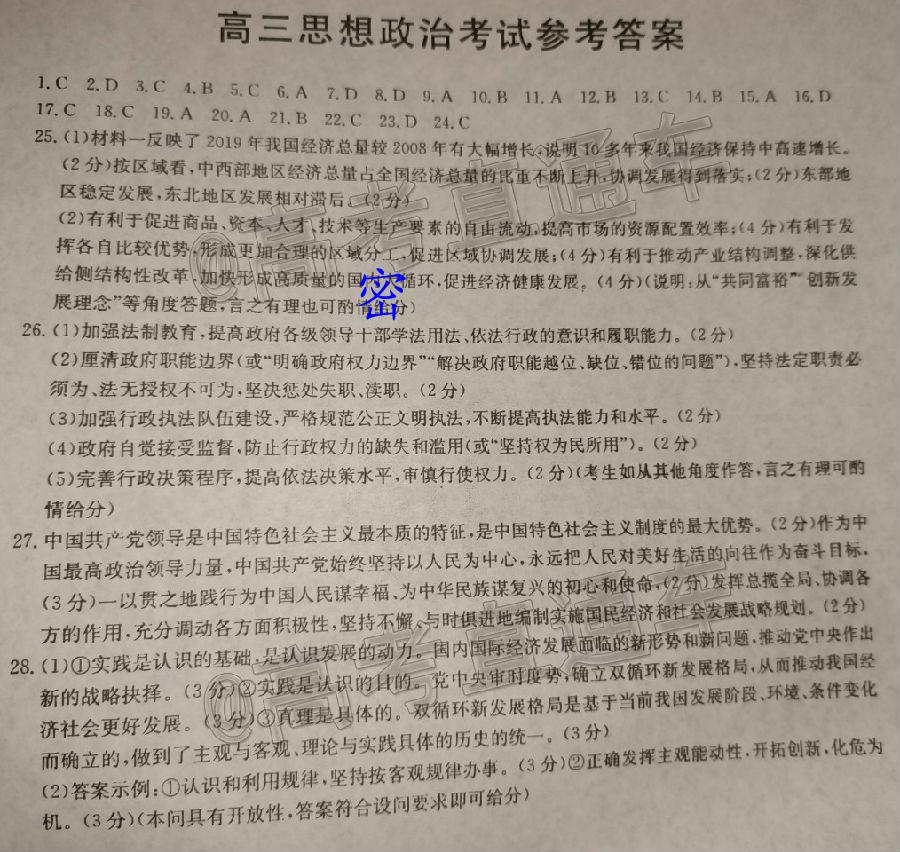 高三思想政治考试参考答案
1.C 2.D 3.C 4.B 5.C 6.A 7.D 8.D 9.A 10.B 11.A 12.B 13.C 14.B 15.A 16.D
17.C 18.C 19.A 20.A 21.B 22.C 23.D 24.C
25.(1)材料一反映了2019年我国经济总量较2008年有大幅增长,说明10多年来我国经济保持中高速增长。
(2分)按区域看,中西部地区经济总量占全国经济总量的比重不断上升,协调发展得到落实;(2分)东部地
区稳定发展,东北地区发展相对滞后。(2分)
(2)有利于促进商品、资本、人才、技术等生产要素的自由流动,提高市场的资源配置效率;(4分)有利于发
挥各自比较优势,形成更加合理的区域分工,促进区域协调发展;(4分)有利于推动产业结构调整,深化供
给侧结构性改革,加快形成高质量的国 循环,促进经济健康发展。(4分)(说明:从“共同富裕”“创新发
展理念”等角度答题,言之有理也可酌情给分)
密
26.(1)加强法制教育,提高政府各级领导干部学法用法、依法行政的意识和履职能力。(2分)
(2)厘清政府职能边界(或“明确政府权力边界”“解决政府职能越位、缺位、错位的问题”),坚持法定职责必
须为、法无授权不可为,坚决惩处失职、渎职。(2分)
(3)加强行政执法队伍建设,严格规范公正文明执法,不断提高执法能力和水平。(2分)
(4)政府自觉接受监督,防止行政权力的缺失和滥用(或“坚持权为民所用”)。(2分)
(5)完善行政决策程序,提高依法决策水平,审慎行使权力。(2分)(考生如从其他角度作答,言之有理可酌
情给分)
27.中国共产党领导是中国特色社会主义最本质的特征,是中国特色社会主义制度的最大优势。(2分)作为中
国最高政治领导力量,中国共产党始终坚持以人民为中心,永远把人民对美好生活的向往作为奋斗目标,
(3分)一以贯之地践行为中国人民谋幸福、为中华民族谋复兴的初心和使命,(2分)发挥总揽全局、协调各
方的作用,充分调动各方面积极性,坚持不懈、与时俱进地编制实施国民经济和社会发展战略规划。(2分)
28.(1)①实践是认识的基础,是认识发展的动力。国内国际经济发展面临的新形势和新问题,推动党中央作出
新的战略抉择。(3分)②实践是认识的目的。党中央审时度势,确立双循环新发展格局,从而推动我国经
济社会更好发展。(3分)③真理是具体的。双循环新发展格局是基于当前我国发展阶段、环境、条件变化
而确立的,做到了主观与客观、理论与实践具体的历史的统一。(3分)
(2)答案示例:①认识和利用规律,坚持按客观规律办事。(3分)②正确发挥主观能动性,开拓创新,化危为
机。(3分)(本问具有开放性,答案符合设问要求即可给分)
@高考直通车
@高考直通车